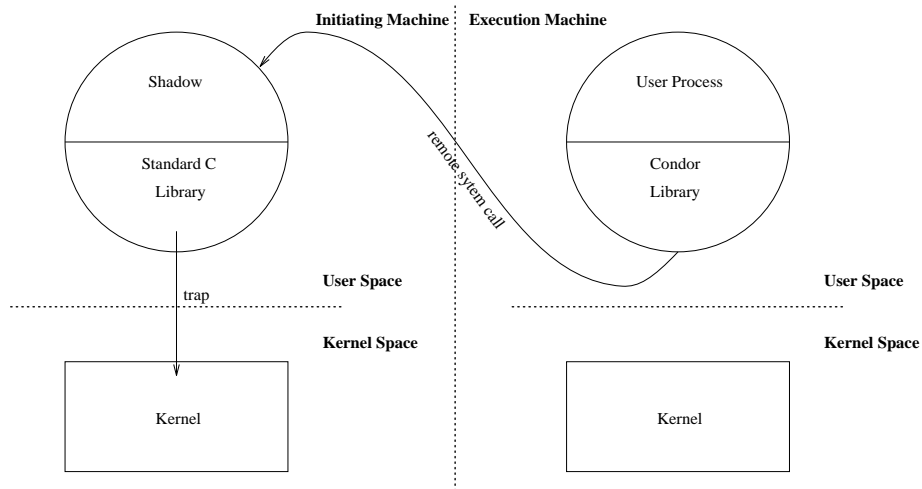 Initiating Machine
Execution Machine
Shadow
User Process
Standard C
Library
Condor
Library
remote sytem call
User Space
User Space
trap
Kernel Space
Kernel Space
Kernel
Kernel